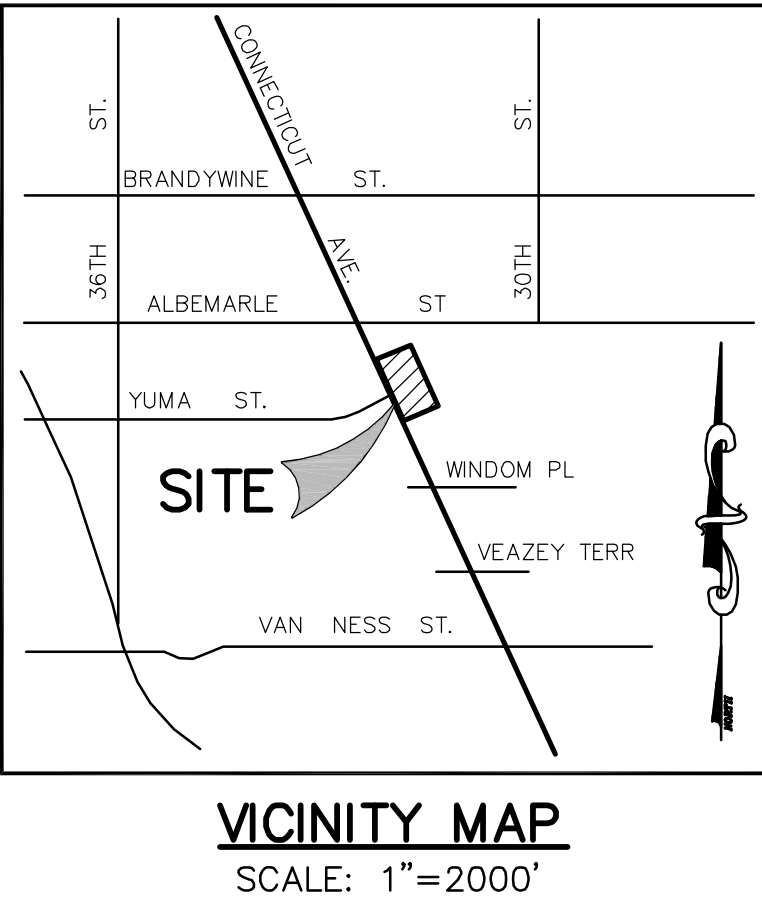 CONNECTICUT AVE.
36TH ST.
30TH ST.
BRANDYWINE ST.
ALBEMARLE ST
YUMA ST.
SITE
WINDOM PL
VEAZEY TERR
VAN NESS ST.
NORTH
VICINITY MAP
SCALE: 1"=2000'